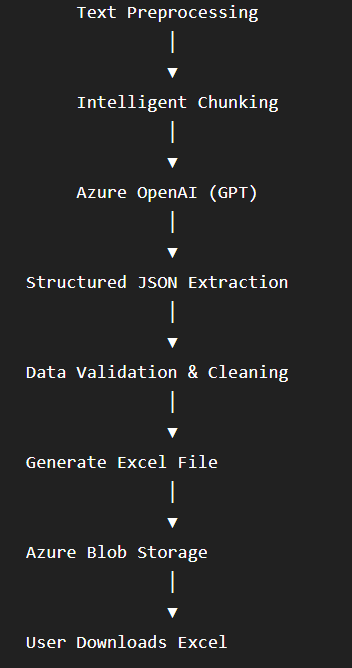 Text Preprocessing
│
▼
Intelligent Chunking
│
▼
Azure OpenAI (GPT)
│
▼
Structured JSON Extraction
│
▼
Data Validation & Cleaning
│
▼
Generate Excel File
│
▼
Azure Blob Storage
│
▼
User Downloads Excel